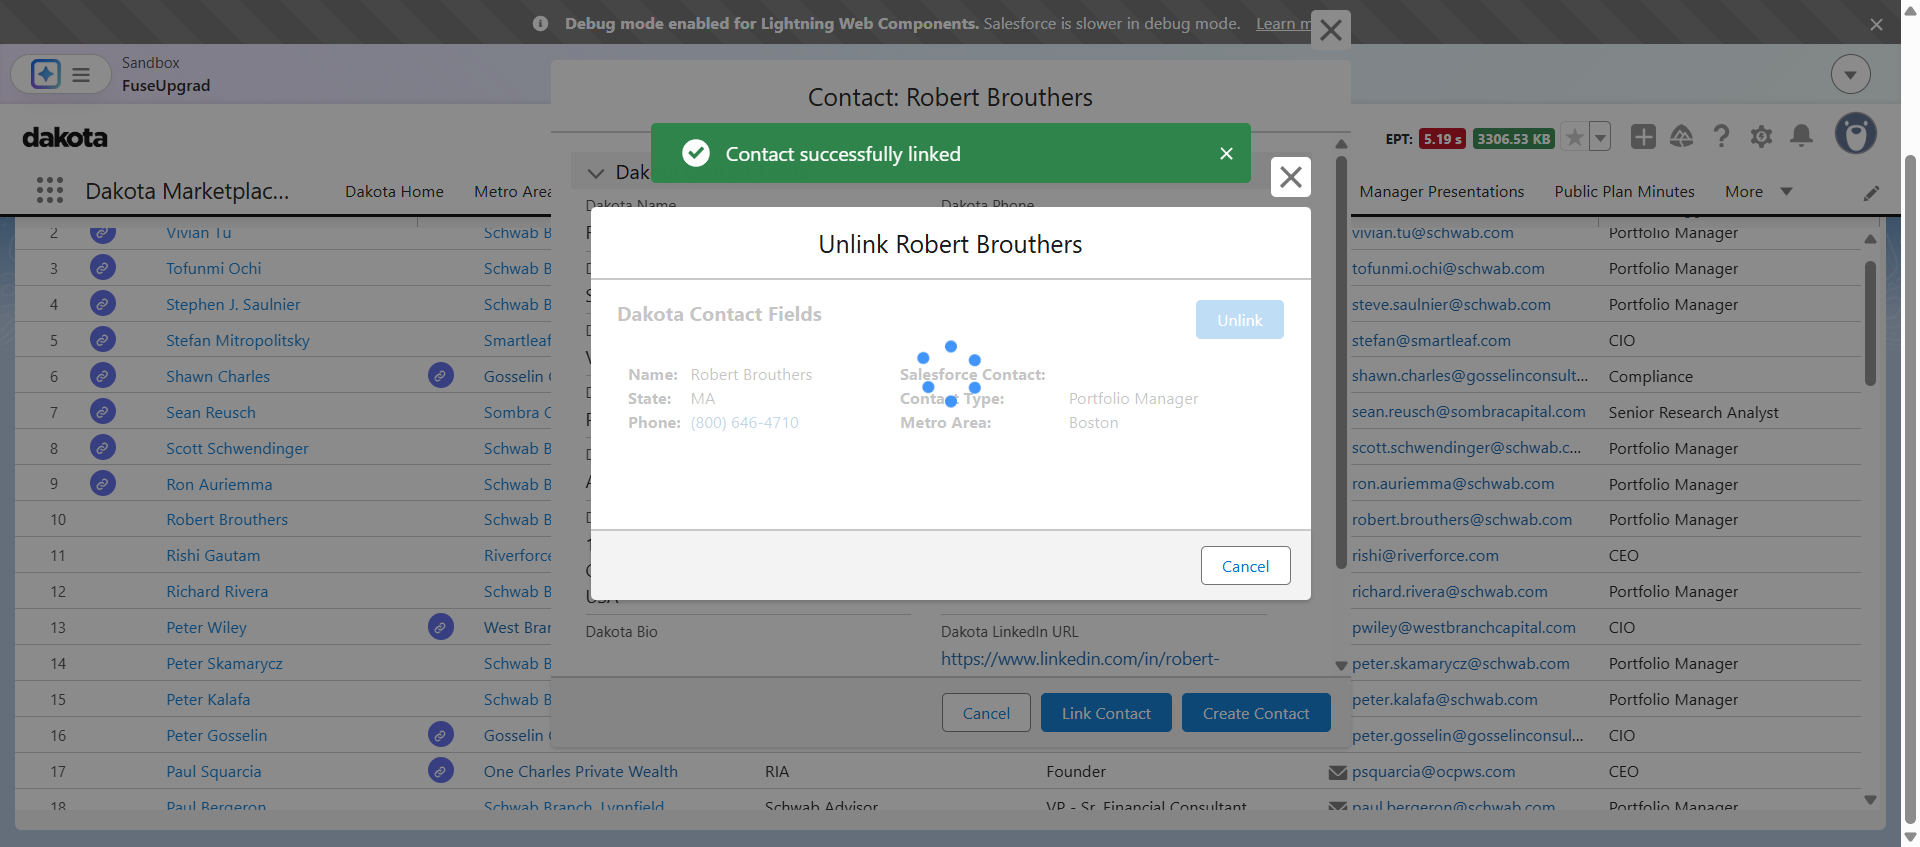 Debug mode enabled for Lightning Web Components. Salesforce is slower in debug mode. Learn m
Sandbox
FuseUpgrad
Contact: Robert Brouthers
dakota
EPT: 5.19 s 3306.53 KB
Contact successfully linked
Dak
Dakota Marketplac...
Dakota Home
Metro Area
Manager Presentations
Public Plan Minutes
More
Dakota Name
Dakota Phone
2 Vivian Tu Schwab B vivian.tu@schwab.com Portfolio Manager
3 Tofunmi Ochi Schwab B tofunmi.ochi@schwab.com Portfolio Manager
4 Stephen J. Saulnier Schwab B steve.saulnier@schwab.com Portfolio Manager
5 Stefan Mitropolitsky Smartleaf stefan@smartleaf.com CIO
6 Shawn Charles Gosselin shawn.charles@gosselinconsult... Compliance
7 Sean Reusch Sombra C sean.reusch@sombracapital.com Senior Research Analyst
8 Scott Schwendinger Schwab B scott.schwendinger@schwab.c... Portfolio Manager
9 Ron Auriemma Schwab B ron.auriemma@schwab.com Portfolio Manager
10 Robert Brouthers Schwab B robert.brouthers@schwab.com Portfolio Manager
11 Rishi Gautam Riverforce rishi@riverforce.com CEO
12 Richard Rivera Schwab B richard.rivera@schwab.com Portfolio Manager
13 Peter Wiley West Bran pwiley@westbranchcapital.com CIO
14 Peter Skamarycz Schwab B peter.skamarycz@schwab.com Portfolio Manager
15 Peter Kalafa Schwab B peter.kalafa@schwab.com Portfolio Manager
16 Peter Gosselin Gosselin peter.gosselin@gosselinconsul... CIO
17 Paul Squarcia One Charles Private Wealth RIA Founder psquarcia@ocpws.com CEO
18 Paul Bergeron Schwab Branch, Lynnfield Schwab Advisor VP - Sr. Financial Consultant paul.bergeron@schwab.com Portfolio Manager
Unlink Robert Brouthers
Dakota Contact Fields
Unlink
Name: Robert Brouthers
Salesforce Contact:
State: MA
Contact Type: Portfolio Manager
Phone: (800) 646-4710
Metro Area: Boston
Cancel
USA
Dakota Bio
Dakota LinkedIn URL
https://www.linkedin.com/in/robert-
Cancel
Link Contact
Create Contact